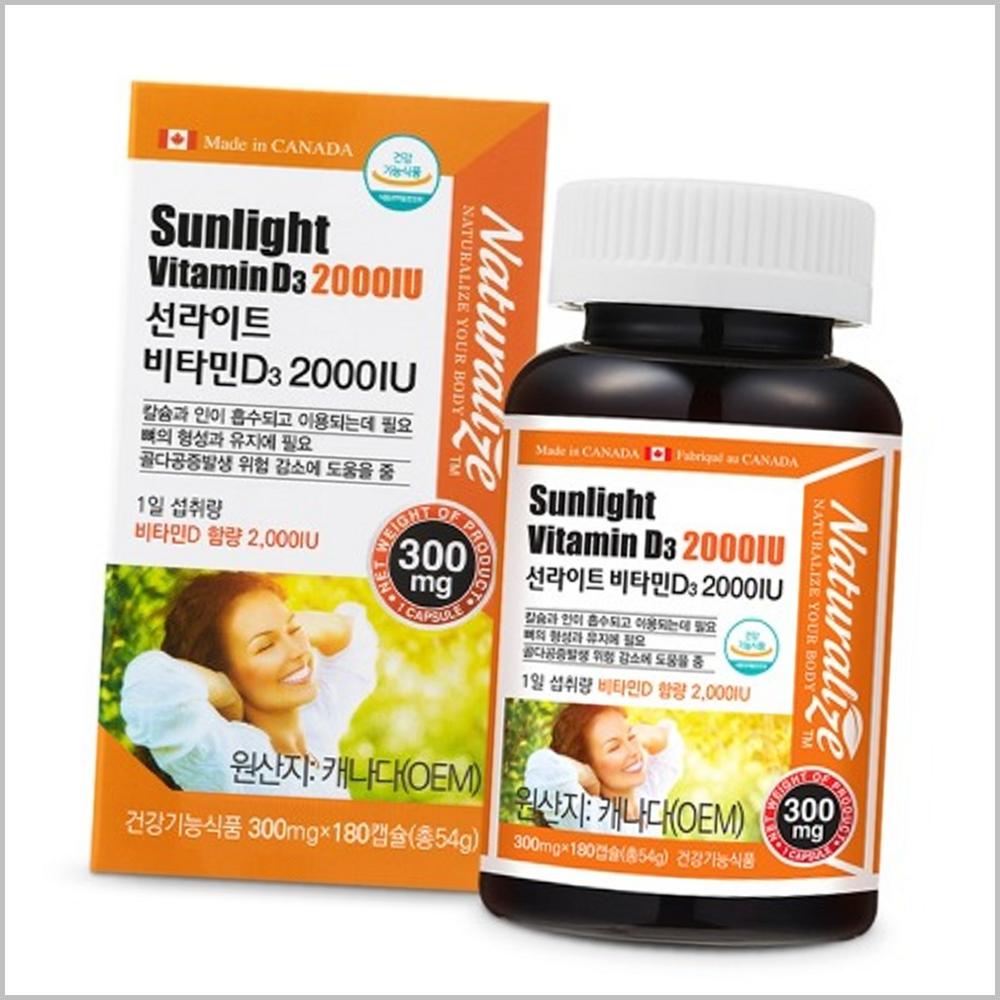 Made in CANADA
건강
기능식품
Sunlight
Vitamin D3 2000IU
선라이트
비타민D3 2000IU
칼슘과 인이 흡수되고 이용되는데 필요
뼈의 형성과 유지에 필요
골다공증발생 위험 감소에 도움을 줌
1일 섭취량
비타민D 함량 2,000IU
NET WEIGHT OF PRODUCT
300
mg
1 CAPSULE
원산지: 캐나다(OEM)
건강기능식품 300mg×180캡슐(총54g)
Naturalize TM
NATURALIZE YOUR BODY
Made in CANADA Fabriqué au CANADA
Sunlight
Vitamin D3 2000IU
선라이트 비타민D3 2000IU
칼슘과 인이 흡수되고 이용되는데 필요
뼈의 형성과 유지에 필요
골다공증발생 위험 감소에 도움을 줌
건강
기능식품
1일 섭취량 비타민D 함량 2,000IU
원산지: 캐나다(OEM)
NET WEIGHT OF PRODUCT
300
mg
1 CAPSULE
300mg×180캡슐(총54g) 건강기능식품
Naturalize TM
NATURALIZE YOUR BODY